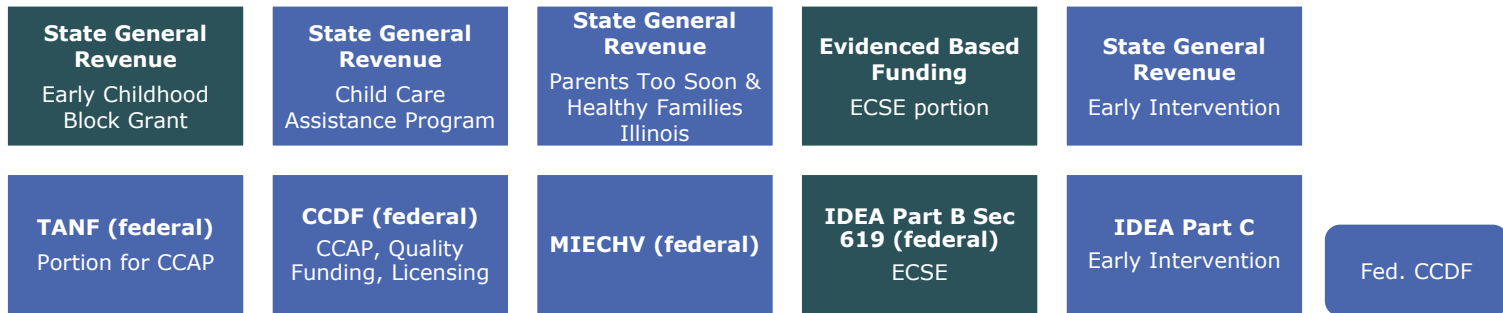 State General
Revenue
Early Childhood
Block Grant
State General
Revenue
Child Care
Assistance Program
State General
Revenue
Parents Too Soon &
Healthy Families
Illinois
Evidenced Based
Funding
ECSE portion
State General
Revenue
Early Intervention
TANF (federal)
Portion for CCAP
CCDF (federal)
CCAP, Quality
Funding, Licensing
MIECHV (federal)
IDEA Part B Sec
619 (federal)
ECSE
IDEA Part C
Early Intervention
Fed. CCDF